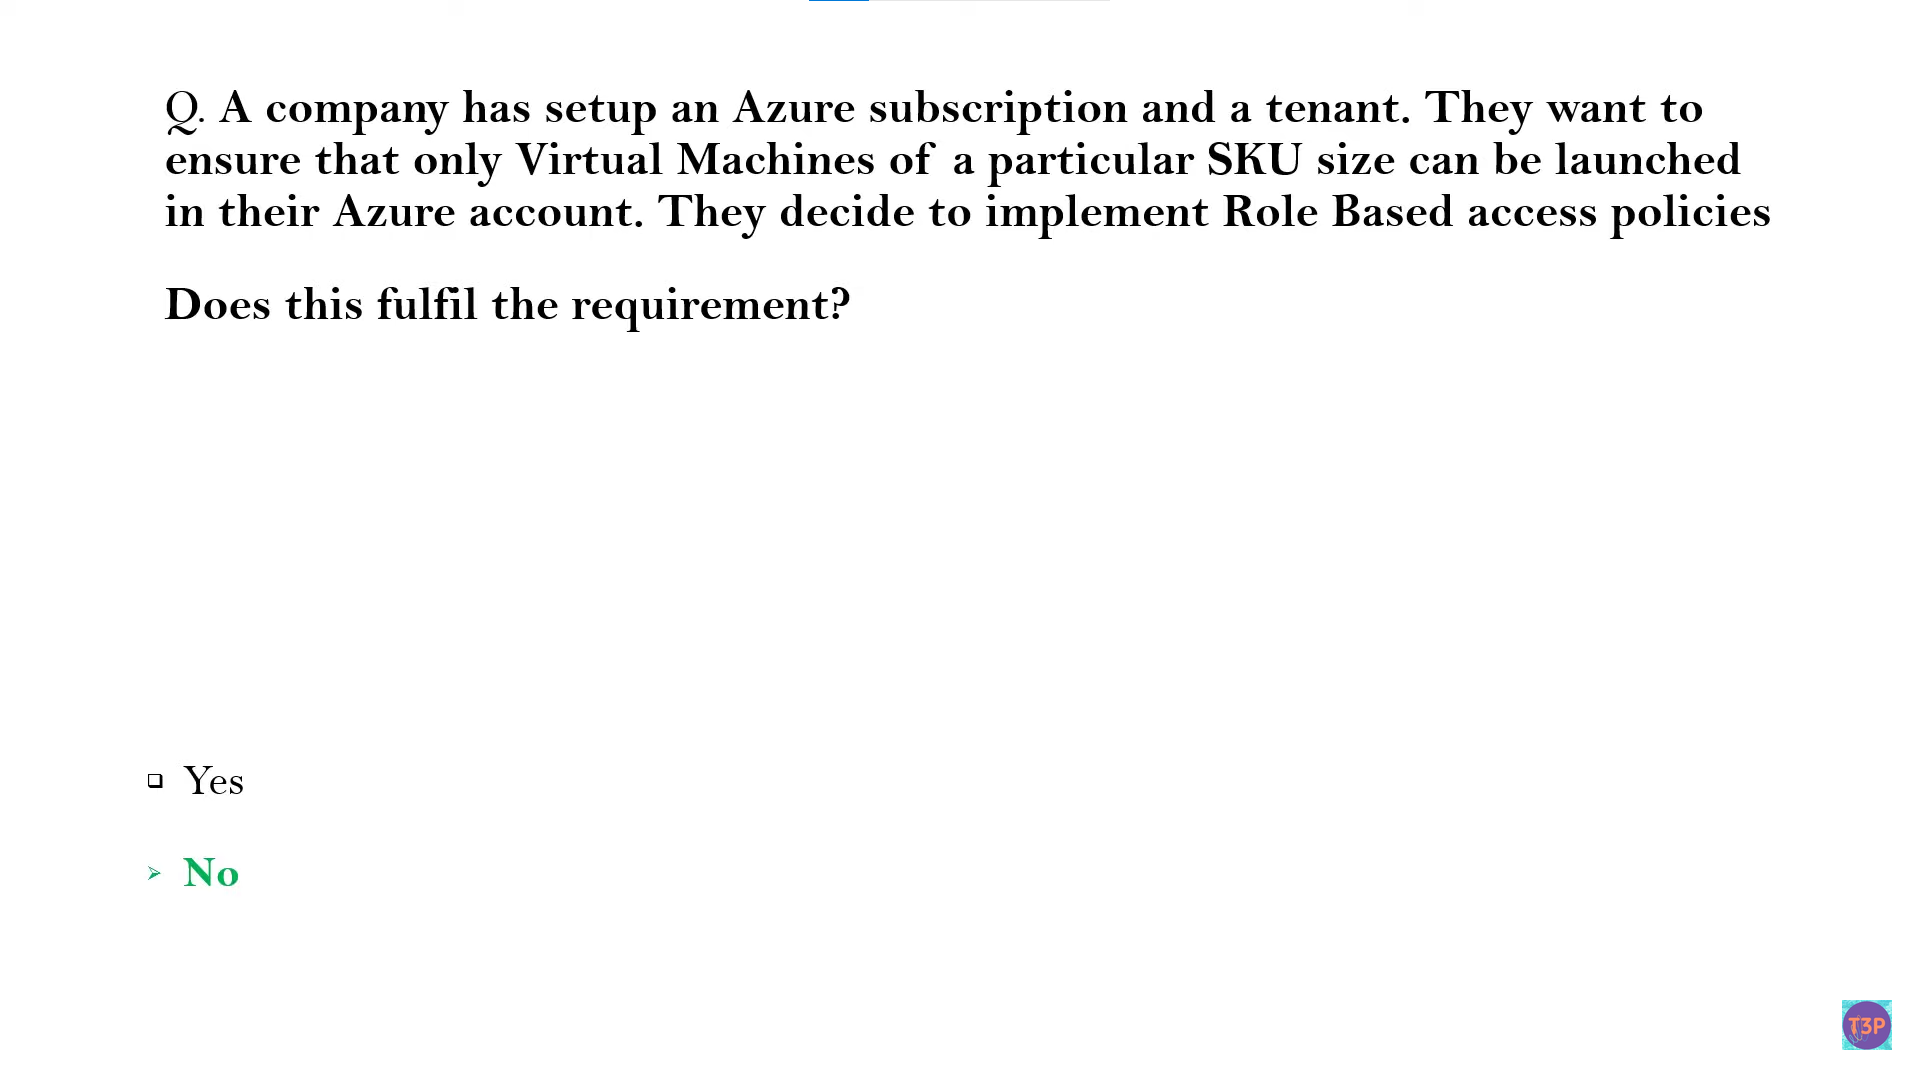 Q. A company has setup an Azure subscription and a tenant. They want to
ensure that only Virtual Machines of a particular SKU size can be launched
in their Azure account. They decide to implement Role Based access policies
Does this fulfil the requirement?
Yes
No
T3P